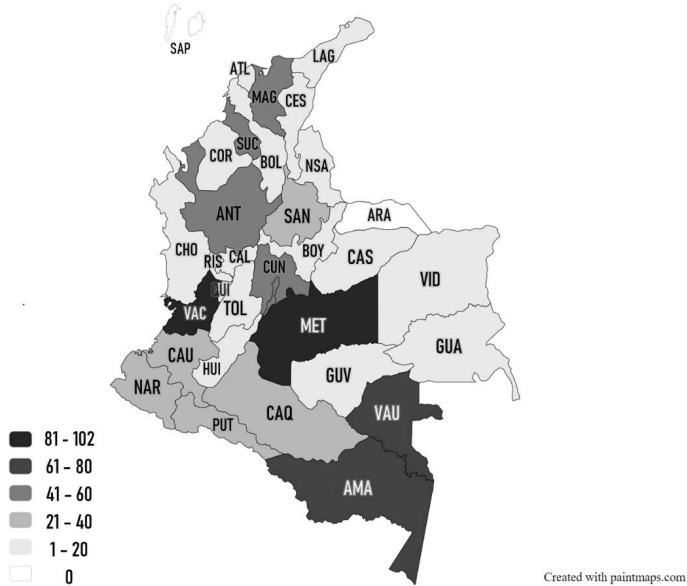 SAP
LAG
ATL
MAG
CES
SUC
COR
BOL
NSA
ANT
SAN
ARA
CHO
BOY
CAS
RIS
CAL
CUN
VID
QUI
TOL
VAC
MET
CAU
GUA
HUI
GUV
NAR
CAQ
VAU
PUT
AMA
81 - 102
61 - 80
41 - 60
21 - 40
1 - 20
0
Created with paintmaps.com